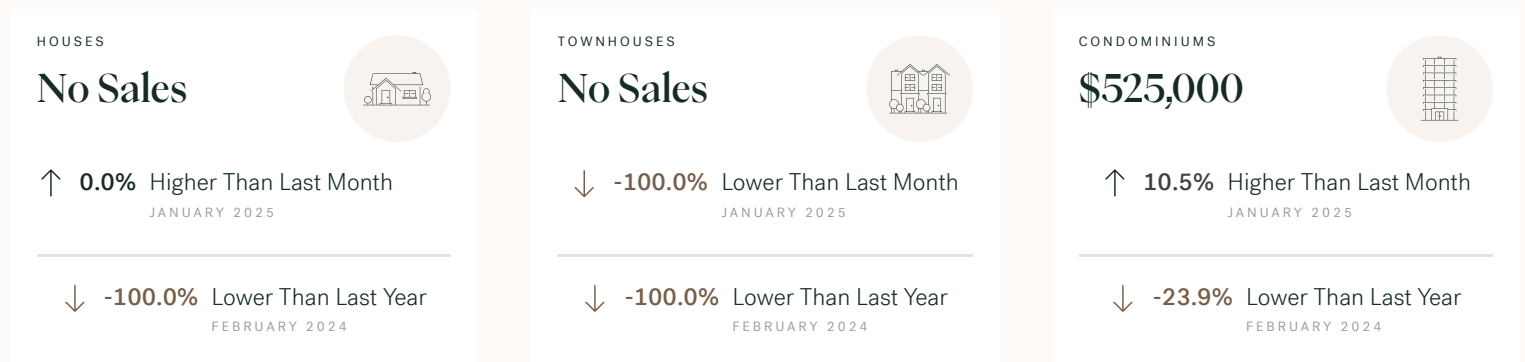 HOUSES
No Sales
0.0% Higher Than Last Month
JANUARY 2025
-100.0% Lower Than Last Year
FEBRUARY 2024
TOWNHOUSES
No Sales
-100.0% Lower Than Last Month
JANUARY 2025
-100.0% Lower Than Last Year
FEBRUARY 2024
CONDOMINIUMS
$525,000
10.5% Higher Than Last Month
JANUARY 2025
-23.9% Lower Than Last Year
FEBRUARY 2024